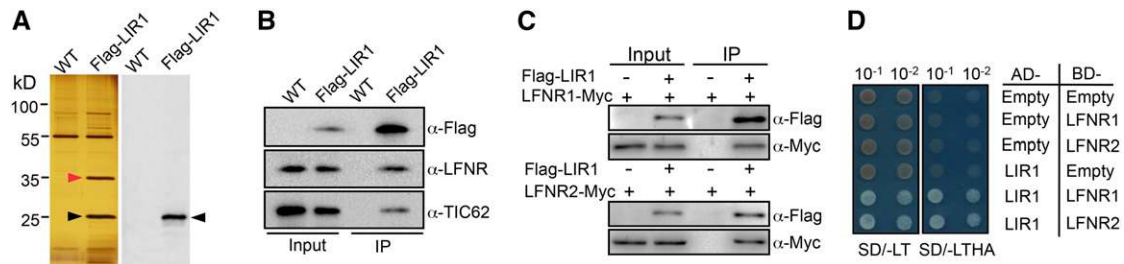 A
WT
Flag-LIR1
WT
Flag-LIR1
kD
100
55
35
25
B
WT
Flag-LIR1
WT
Flag-LIR1
α-Flag
α-LFNR
α-TIC62
Input
IP
C
Input
IP
Flag-LIR1 - + - +
LFNR1-Myc + + + +
α-Flag
α-Myc
Flag-LIR1 - + - +
LFNR2-Myc + + + +
α-Flag
α-Myc
D
10⁻¹ 10⁻² 10⁻¹ 10⁻² AD- BD-
Empty Empty
Empty LFNR1
Empty LFNR2
LIR1 Empty
LIR1 LFNR1
LIR1 LFNR2
SD/-LT SD/-LTHA